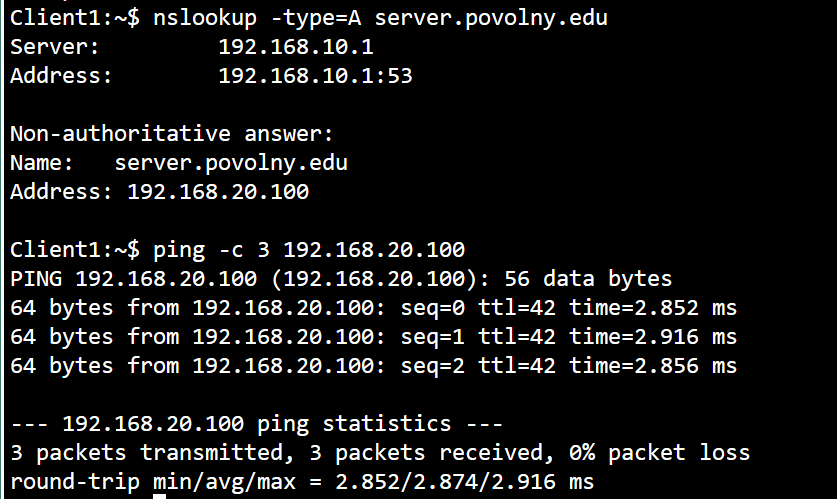 Client1:~$ nslookup -type=A server.povolny.edu
Server:         192.168.10.1
Address:        192.168.10.1:53

Non-authoritative answer:
Name:   server.povolny.edu
Address: 192.168.20.100

Client1:~$ ping -c 3 192.168.20.100
PING 192.168.20.100 (192.168.20.100): 56 data bytes
64 bytes from 192.168.20.100: seq=0 ttl=42 time=2.852 ms
64 bytes from 192.168.20.100: seq=1 ttl=42 time=2.916 ms
64 bytes from 192.168.20.100: seq=2 ttl=42 time=2.856 ms

--- 192.168.20.100 ping statistics ---
3 packets transmitted, 3 packets received, 0% packet loss
round-trip min/avg/max = 2.852/2.874/2.916 ms